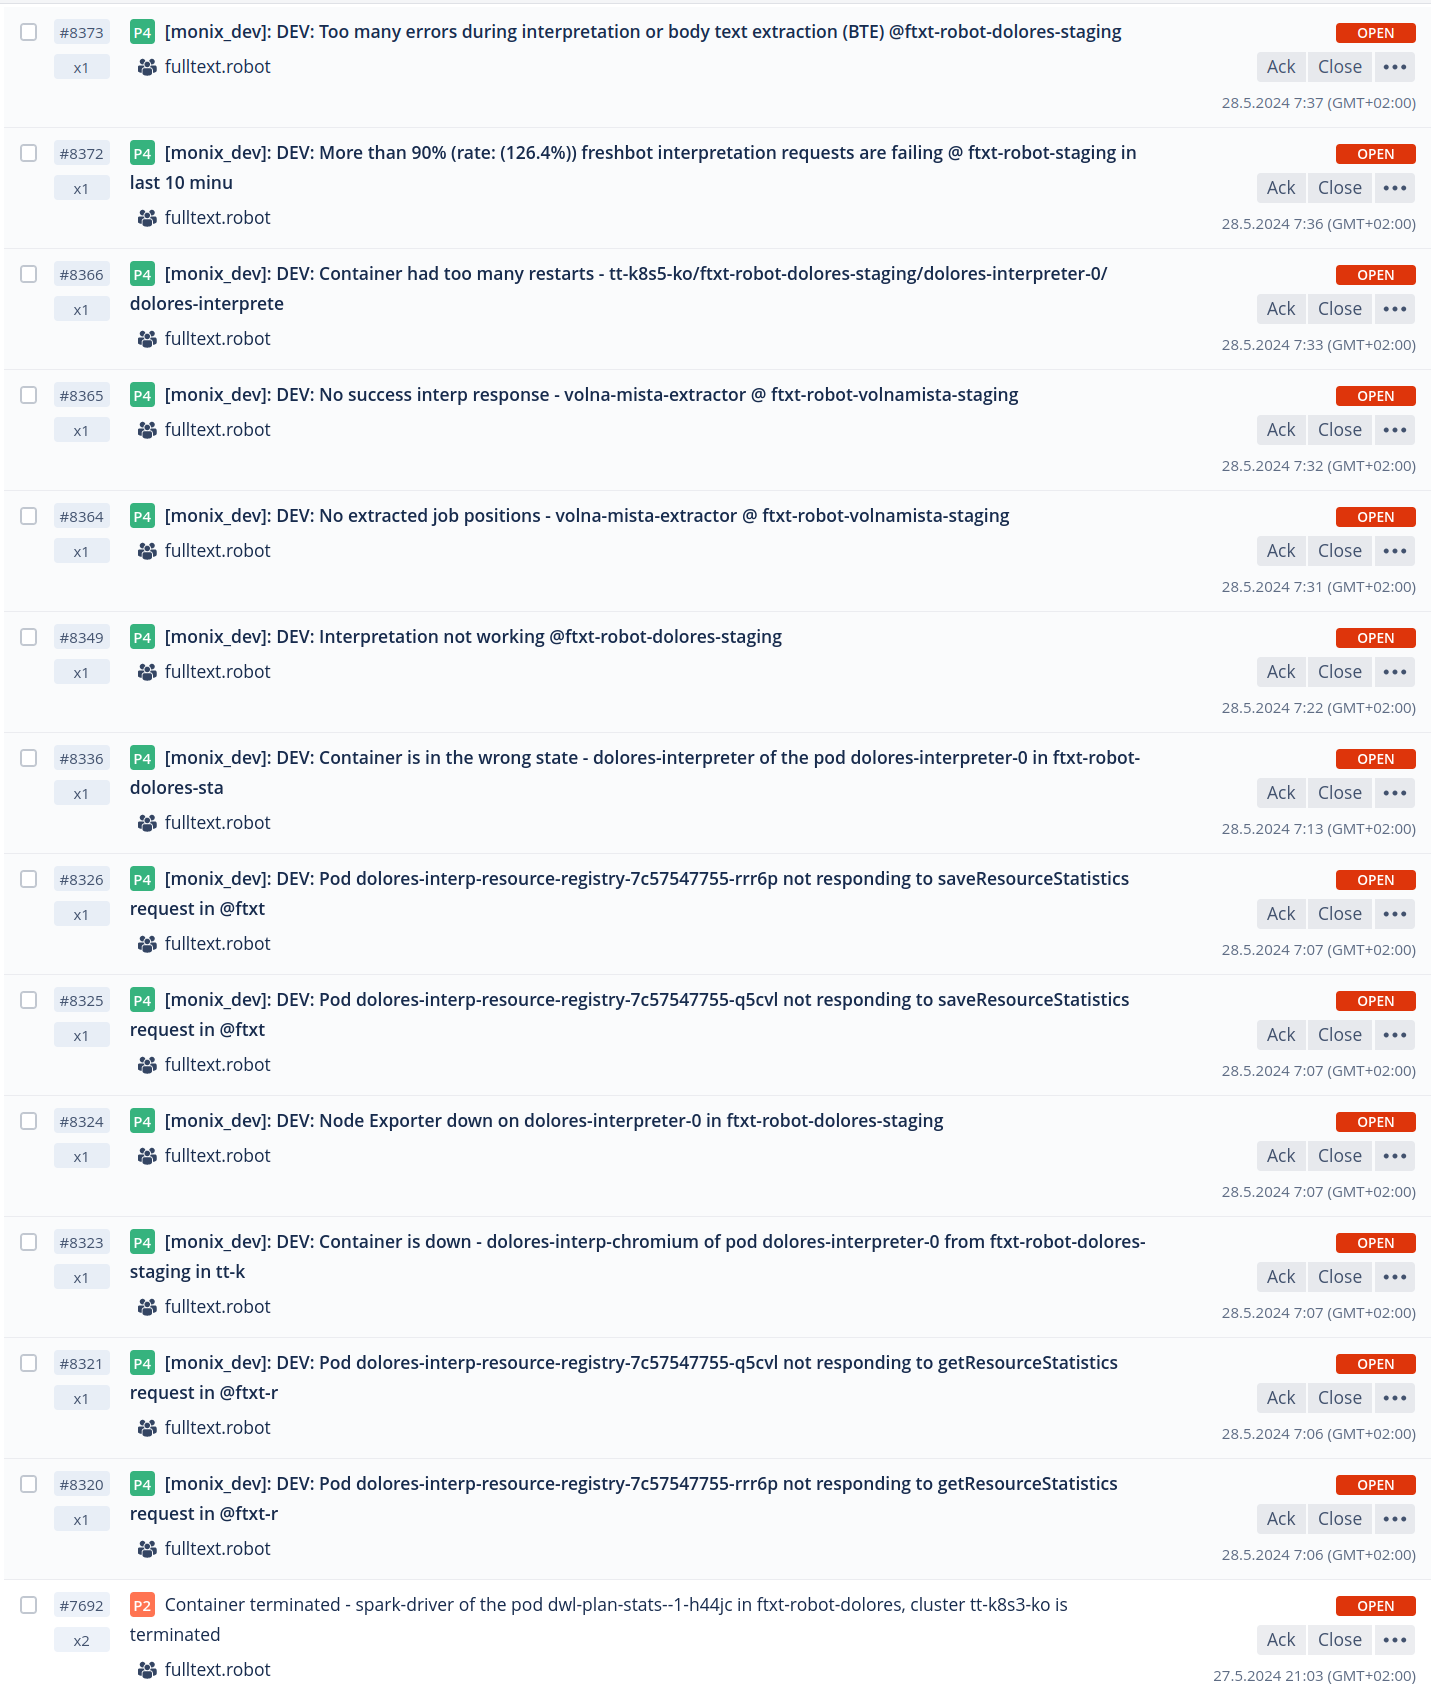 #8373 P4 [monix_dev]: DEV: Too many errors during interpretation or body text extraction (BTE) @ftxt-robot-dolores-staging OPEN
x1 fulltext.robot Ack Close •••
28.5.2024 7:37 (GMT+02:00)
#8372 P4 [monix_dev]: DEV: More than 90% (rate: (126.4%)) freshbot interpretation requests are failing @ ftxt-robot-staging in OPEN
last 10 minu
x1 Ack Close •••
fulltext.robot 28.5.2024 7:36 (GMT+02:00)
#8366 P4 [monix_dev]: DEV: Container had too many restarts - tt-k8s5-ko/ftxt-robot-dolores-staging/dolores-interpreter-0/ OPEN
dolores-interprete
x1 Ack Close •••
fulltext.robot 28.5.2024 7:33 (GMT+02:00)
#8365 P4 [monix_dev]: DEV: No success interp response - volna-mista-extractor @ ftxt-robot-volnamista-staging OPEN
x1 fulltext.robot Ack Close •••
28.5.2024 7:32 (GMT+02:00)
#8364 P4 [monix_dev]: DEV: No extracted job positions - volna-mista-extractor @ ftxt-robot-volnamista-staging OPEN
x1 fulltext.robot Ack Close •••
28.5.2024 7:31 (GMT+02:00)
#8349 P4 [monix_dev]: DEV: Interpretation not working @ftxt-robot-dolores-staging OPEN
x1 fulltext.robot Ack Close •••
28.5.2024 7:22 (GMT+02:00)
#8336 P4 [monix_dev]: DEV: Container is in the wrong state - dolores-interpreter of the pod dolores-interpreter-0 in ftxt-robot- OPEN
dolores-sta
x1 Ack Close •••
fulltext.robot 28.5.2024 7:13 (GMT+02:00)
#8326 P4 [monix_dev]: DEV: Pod dolores-interp-resource-registry-7c57547755-rrr6p not responding to saveResourceStatistics OPEN
request in @ftxt
x1 Ack Close •••
fulltext.robot 28.5.2024 7:07 (GMT+02:00)
#8325 P4 [monix_dev]: DEV: Pod dolores-interp-resource-registry-7c57547755-q5cvl not responding to saveResourceStatistics OPEN
request in @ftxt
x1 Ack Close •••
fulltext.robot 28.5.2024 7:07 (GMT+02:00)
#8324 P4 [monix_dev]: DEV: Node Exporter down on dolores-interpreter-0 in ftxt-robot-dolores-staging OPEN
x1 fulltext.robot Ack Close •••
28.5.2024 7:07 (GMT+02:00)
#8323 P4 [monix_dev]: DEV: Container is down - dolores-interp-chromium of pod dolores-interpreter-0 from ftxt-robot-dolores- OPEN
staging in tt-k
x1 Ack Close •••
fulltext.robot 28.5.2024 7:07 (GMT+02:00)
#8321 P4 [monix_dev]: DEV: Pod dolores-interp-resource-registry-7c57547755-q5cvl not responding to getResourceStatistics OPEN
request in @ftxt-r
x1 Ack Close •••
fulltext.robot 28.5.2024 7:06 (GMT+02:00)
#8320 P4 [monix_dev]: DEV: Pod dolores-interp-resource-registry-7c57547755-rrr6p not responding to getResourceStatistics OPEN
request in @ftxt-r
x1 Ack Close •••
fulltext.robot 28.5.2024 7:06 (GMT+02:00)
#7692 P2 Container terminated - spark-driver of the pod dwl-plan-stats--1-h44jc in ftxt-robot-dolores, cluster tt-k8s3-ko is OPEN
terminated
x2 Ack Close •••
fulltext.robot 27.5.2024 21:03 (GMT+02:00)